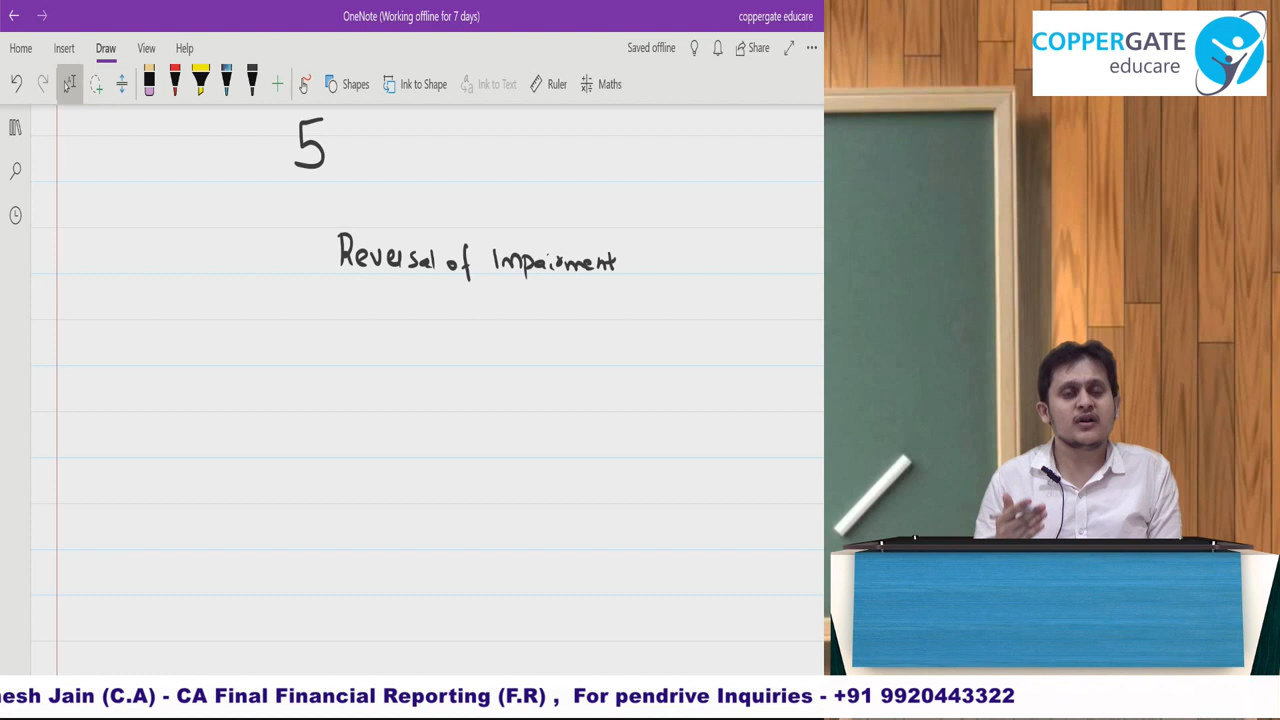 OneNote (Working offline for 7 days)
coppergate educare
Home Insert Draw View Help
Saved offline Share
Shapes Ink to Shape Ink to Text Ruler Maths
5
Reversal of Impairment
COPPERGATE
educare
nesh Jain (C.A) - CA Final Financial Reporting (F.R) , For pendrive Inquiries - +91 9920443322